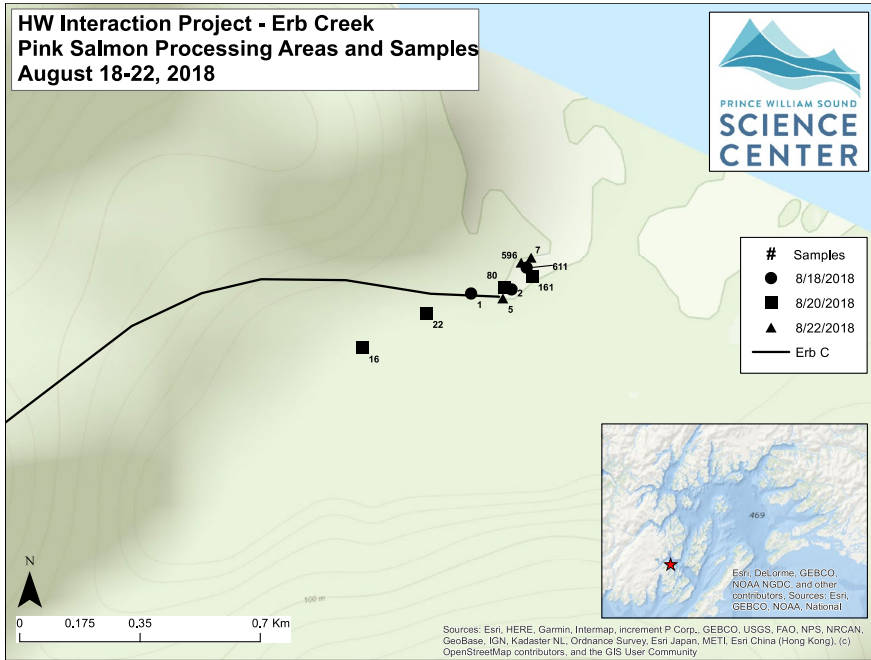 HW Interaction Project - Erb Creek
Pink Salmon Processing Areas and Samples
August 18-22, 2018
PRINCE WILLIAM SOUND
SCIENCE
CENTER
# Samples
8/18/2018
8/20/2018
8/22/2018
Erb C
7
596
611
80
161
2
1
5
22
16
469
Esri, DeLorme, GEBCO,
NOAA NGDC, and other
contributors, Sources: Esri,
GEBCO, NOAA, National
N
100 m
0 0.175 0.35 0.7 Km
Sources: Esri, HERE, Garmin, Intermap, increment P Corp., GEBCO, USGS, FAO, NPS, NRCAN,
GeoBase, IGN, Kadaster NL, Ordnance Survey, Esri Japan, METI, Esri China (Hong Kong), (c)
OpenStreetMap contributors, and the GIS User Community